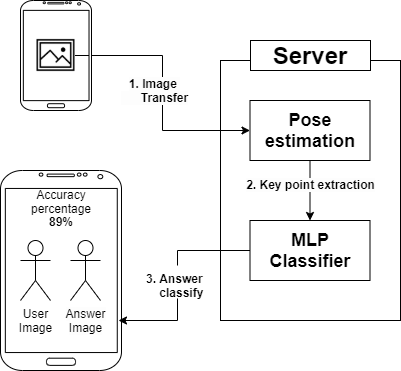 Server
1. Image
Transfer
Pose
estimation
2. Key point extraction
MLP
Classifier
3. Answer
classify
Accuracy
percentage
89%
User
Image
Answer
Image